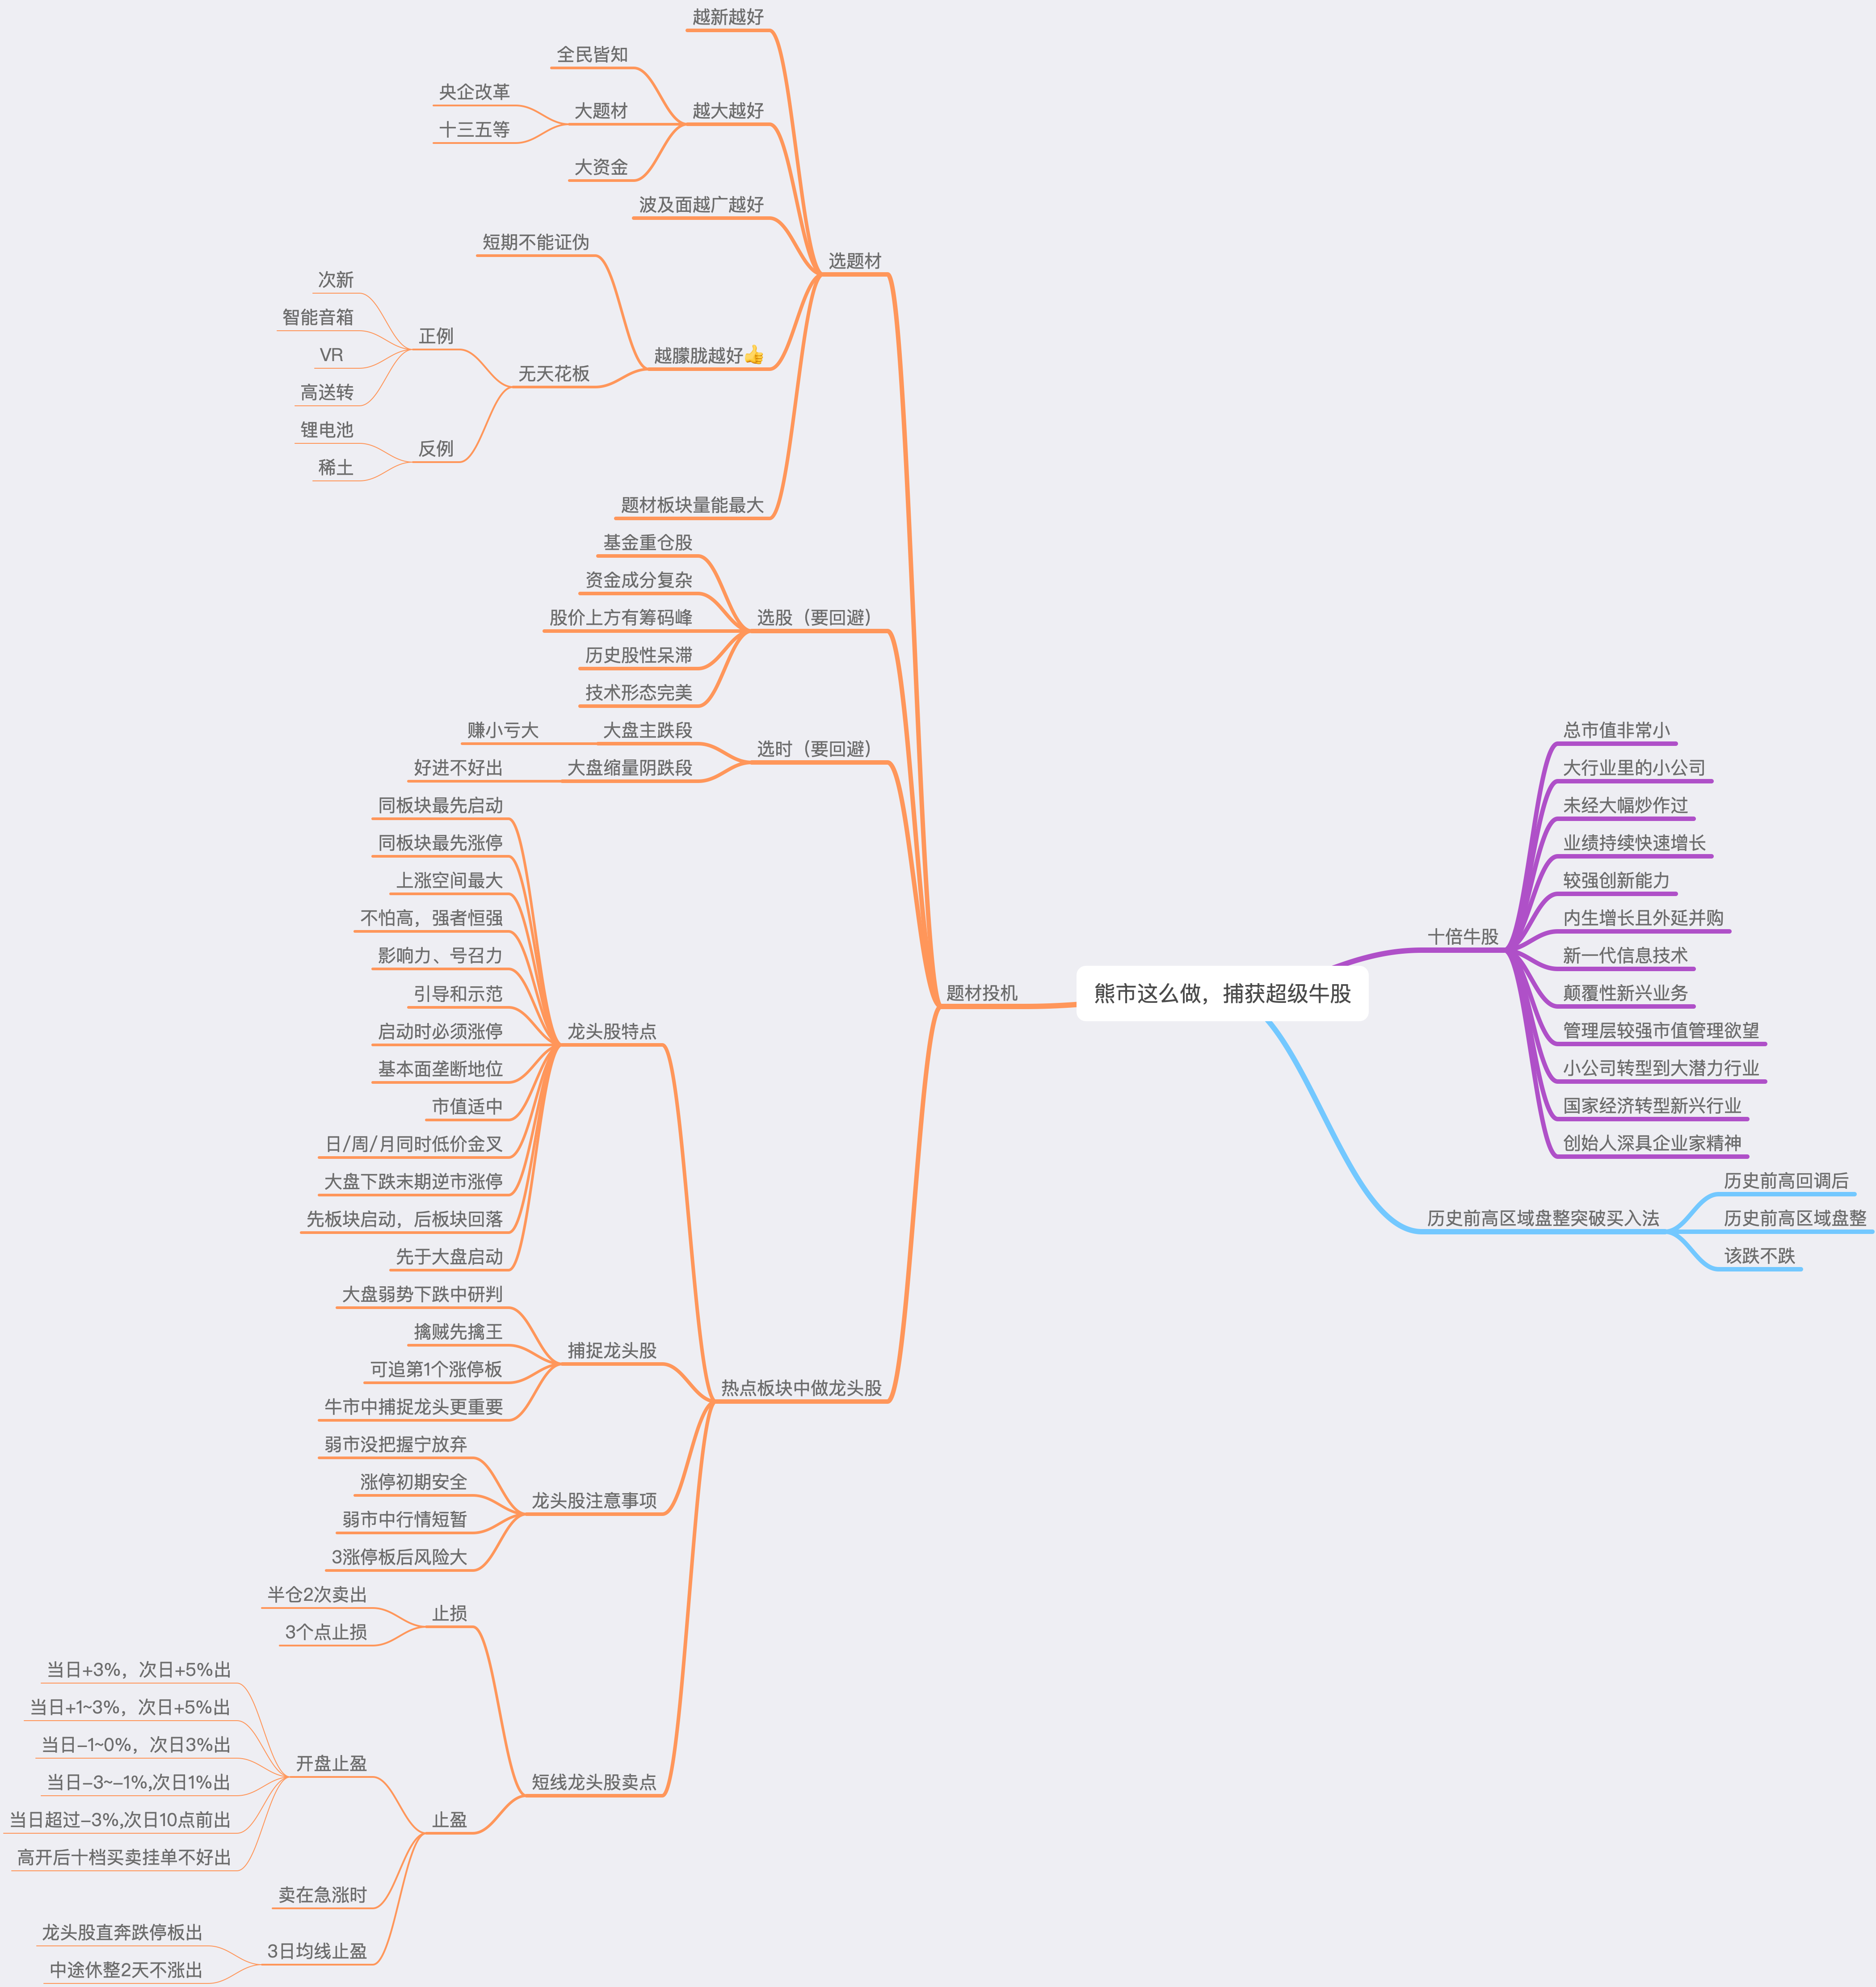 熊市这么做，捕获超级牛股
十倍牛股
总市值非常小
大行业里的小公司
未经大幅炒作过
业绩持续快速增长
较强创新能力
内生增长且外延并购
新一代信息技术
颠覆性新兴业务
管理层较强市值管理欲望
小公司转型到大潜力行业
国家经济转型新兴行业
创始人深具企业家精神
历史前高区域盘整突破买入法
历史前高回调后
历史前高区域盘整
该跌不跌
题材投机
选题材
越新越好
越大越好
全民皆知
大题材
央企改革
十三五等
大资金
波及面越广越好
越朦胧越好👍
短期不能证伪
无天花板
正例
次新
智能音箱
VR
高送转
反例
锂电池
稀土
题材板块量能最大
选股（要回避）
基金重仓股
资金成分复杂
股价上方有筹码峰
历史股性呆滞
技术形态完美
选时（要回避）
大盘主跌段
赚小亏大
大盘缩量阴跌段
好进不好出
热点板块中做龙头股
龙头股特点
同板块最先启动
同板块最先涨停
上涨空间最大
不怕高，强者恒强
影响力、号召力
引导和示范
启动时必须涨停
基本面垄断地位
市值适中
日/周/月同时低价金叉
大盘下跌末期逆市涨停
先板块启动，后板块回落
先于大盘启动
捕捉龙头股
大盘弱势下跌中研判
擒贼先擒王
可追第1个涨停板
牛市中捕捉龙头更重要
龙头股注意事项
弱市没把握宁放弃
涨停初期安全
弱市中行情短暂
3涨停板后风险大
短线龙头股卖点
止损
半仓2次卖出
3个点止损
止盈
开盘止盈
当日+3%，次日+5%出
当日+1~3%，次日+5%出
当日-1~0%，次日3%出
当日-3~-1%,次日1%出
当日超过-3%,次日10点前出
高开后十档买卖挂单不好出
卖在急涨时
3日均线止盈
龙头股直奔跌停板出
中途休整2天不涨出